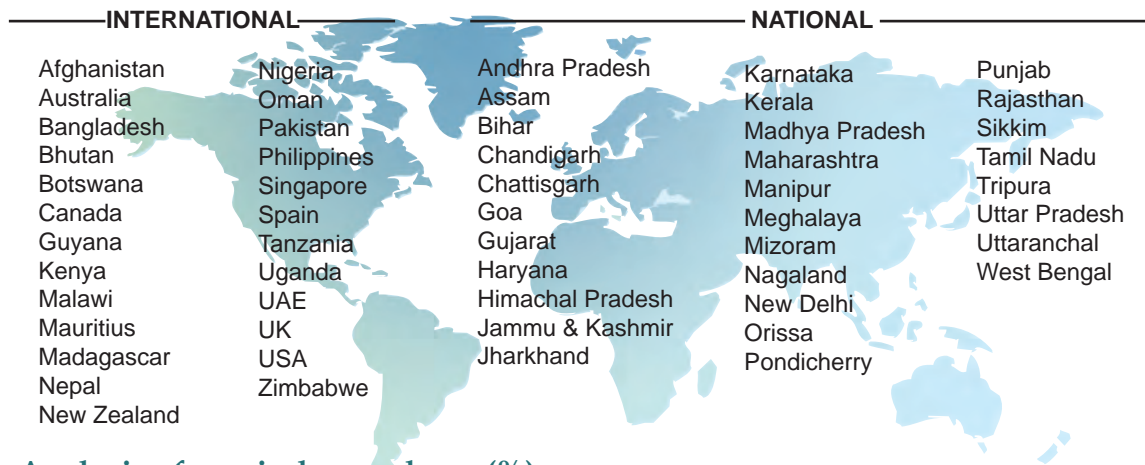 INTERNATIONAL
Afghanistan
Australia
Bangladesh
Bhutan
Botswana
Canada
Guyana
Kenya
Malawi
Mauritius
Madagascar
Nepal
New Zealand
Nigeria
Oman
Pakistan
Philippines
Singapore
Spain
Tanzania
Uganda
UAE
UK
USA
Zimbabwe
NATIONAL
Andhra Pradesh
Assam
Bihar
Chandigarh
Chattisgarh
Goa
Gujarat
Haryana
Himachal Pradesh
Jammu & Kashmir
Jharkhand
Karnataka
Kerala
Madhya Pradesh
Maharashtra
Manipur
Meghalaya
Mizoram
Nagaland
New Delhi
Orissa
Pondicherry
Punjab
Rajasthan
Sikkim
Tamil Nadu
Tripura
Uttar Pradesh
Uttaranchal
West Bengal